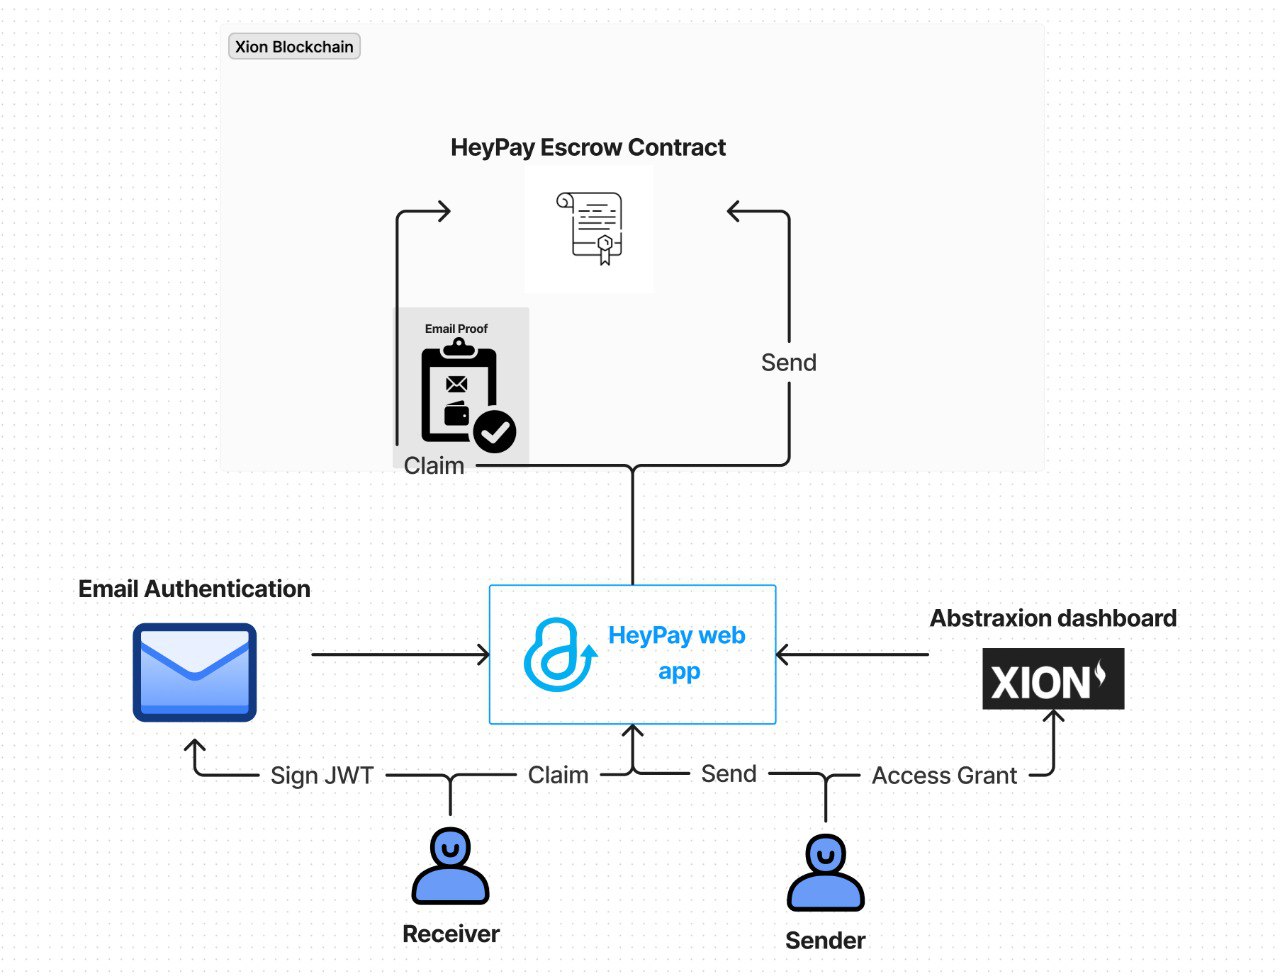 Xion Blockchain
HeyPay Escrow Contract
Email Proof
Send
Claim
Email Authentication
HeyPay web
app
Abstraxion dashboard
XION
Sign JWT
Claim
Send
Access Grant
Receiver
Sender